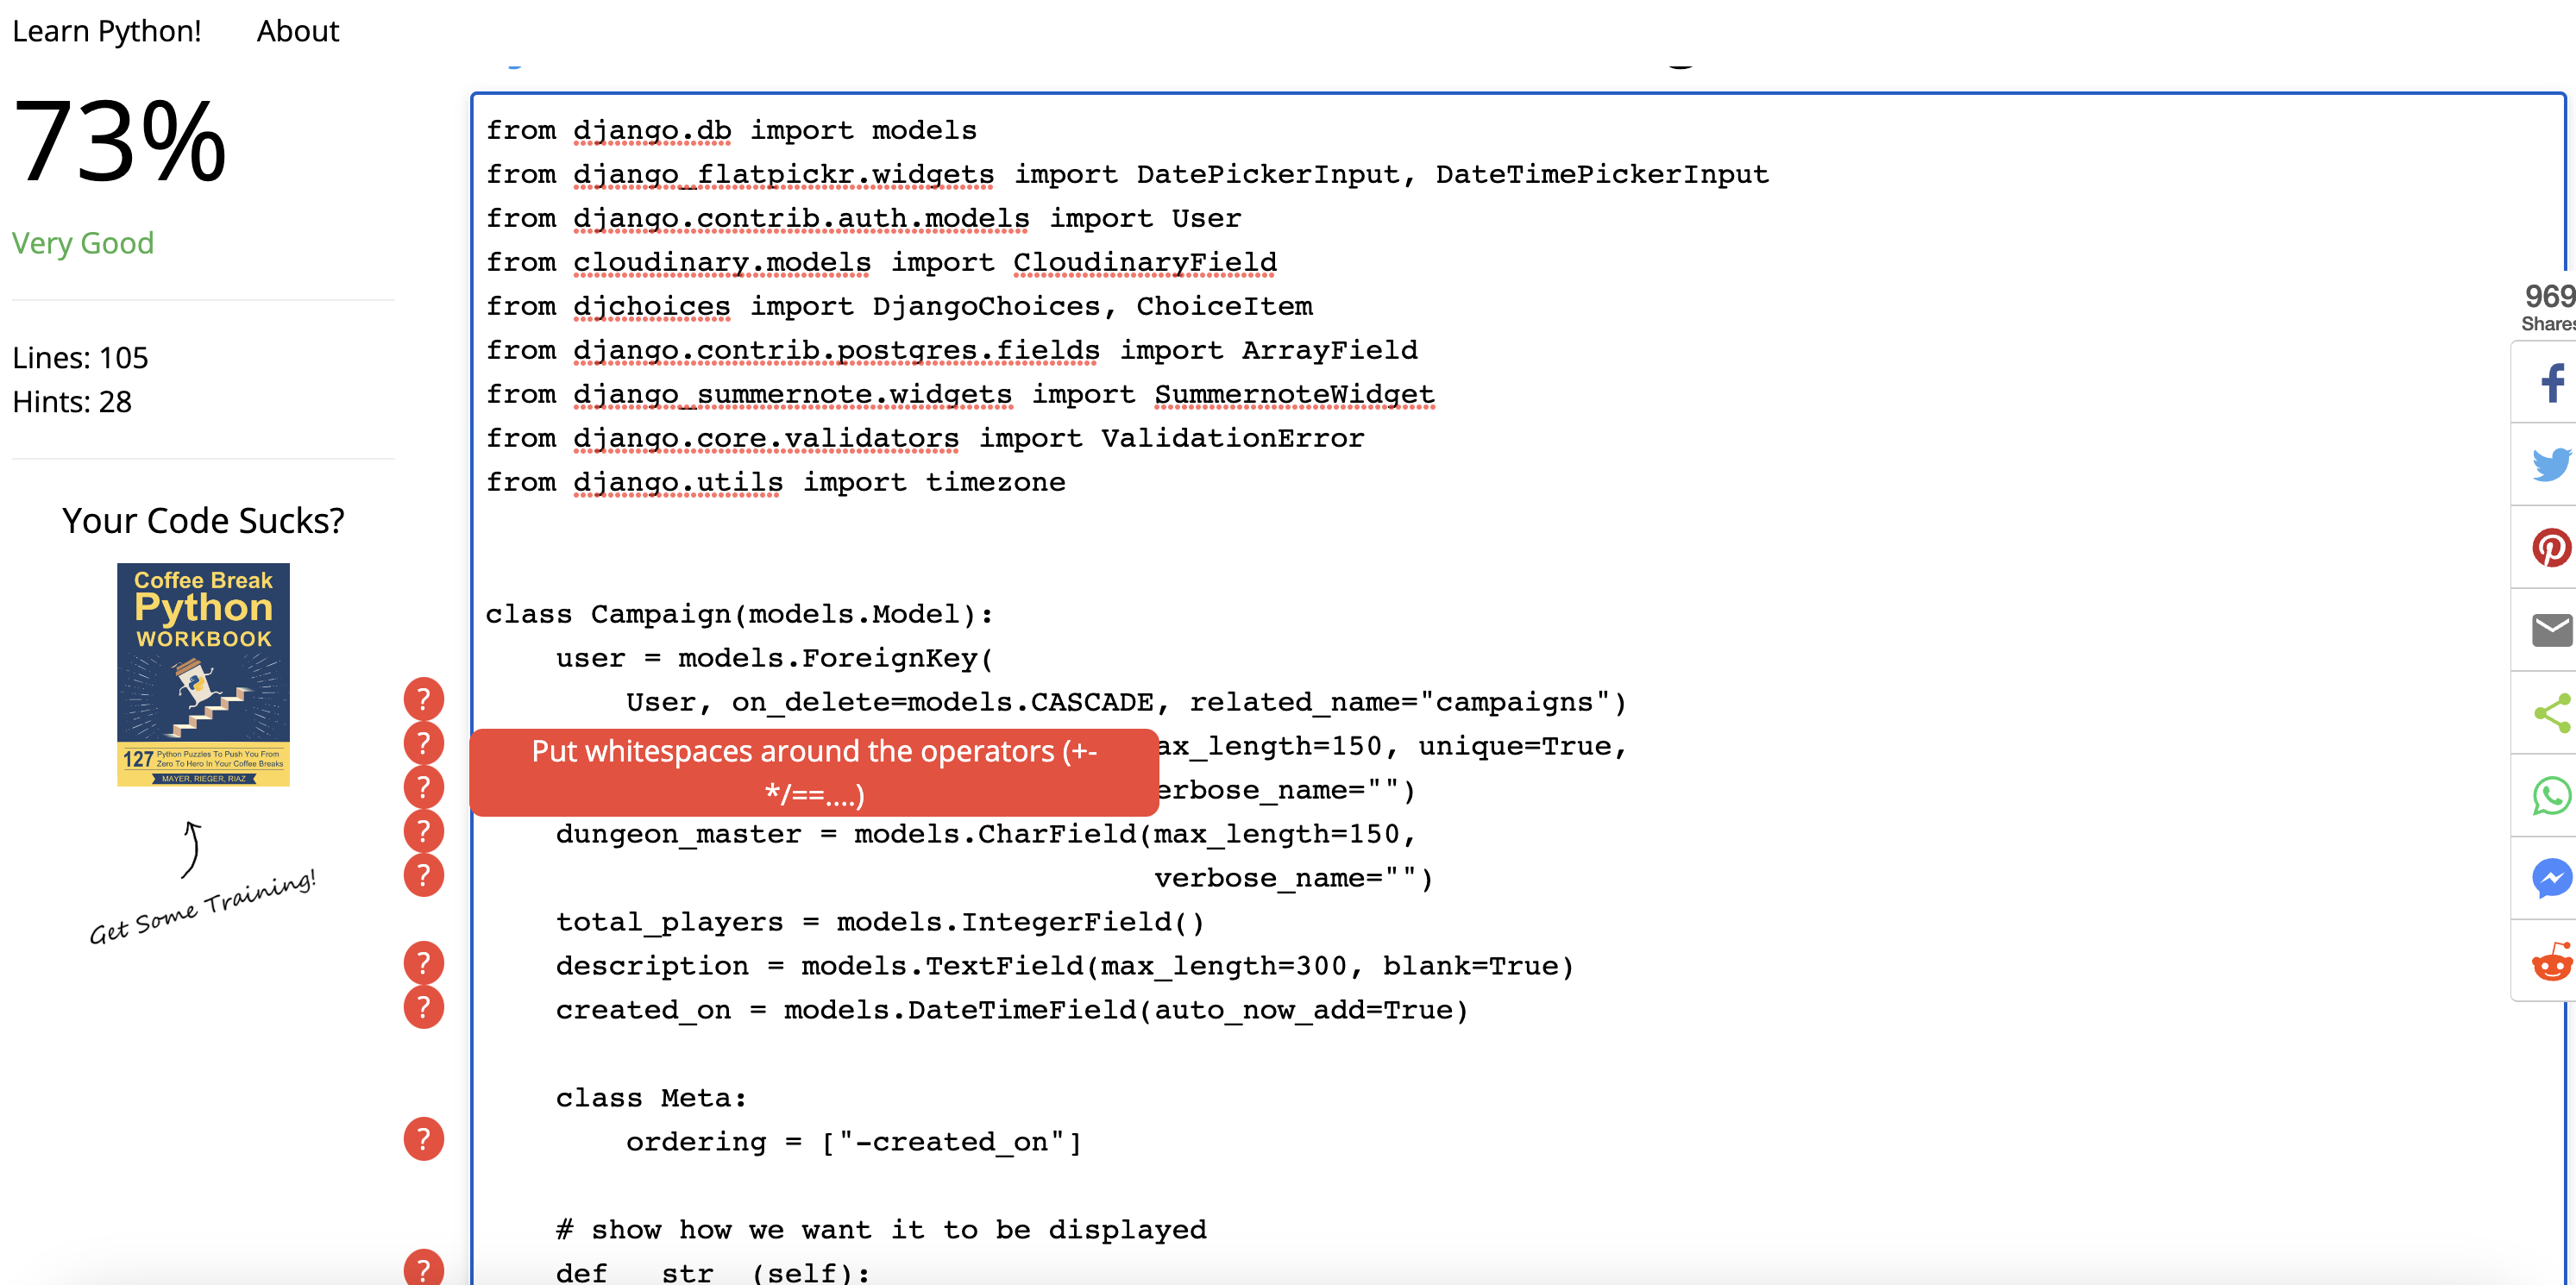 Learn Python!
About
73%
Very Good
Lines: 105
Hints: 28
Your Code Sucks?
Coffee Break
Python
WORKBOOK
127 Python Puzzles To Push You From
Zero To Hero In Your Coffee Breaks
MAYER, RIEGER, RIAZ
Get Some Training!
from django.db import models
from django_flatpickr.widgets import DatePickerInput, DateTimePickerInput
from django.contrib.auth.models import User
from cloudinary.models import CloudinaryField
from djchoices import DjangoChoices, ChoiceItem
from django.contrib.postgres.fields import ArrayField
from django_summernote.widgets import SummernoteWidget
from django.core.validators import ValidationError
from django.utils import timezone
class Campaign(models.Model):
user = models.ForeignKey(
? User, on_delete=models.CASCADE, related_name="campaigns")
? Put whitespaces around the operators (+-
*/==....)
ax_length=150, unique=True,
? erbose_name="")
? dungeon_master = models.CharField(max_length=150,
? verbose_name="")
total_players = models.IntegerField()
? description = models.TextField(max_length=300, blank=True)
? created_on = models.DateTimeField(auto_now_add=True)
class Meta:
? ordering = ["-created_on"]
# show how we want it to be displayed
? def __str__(self):
969
Shares